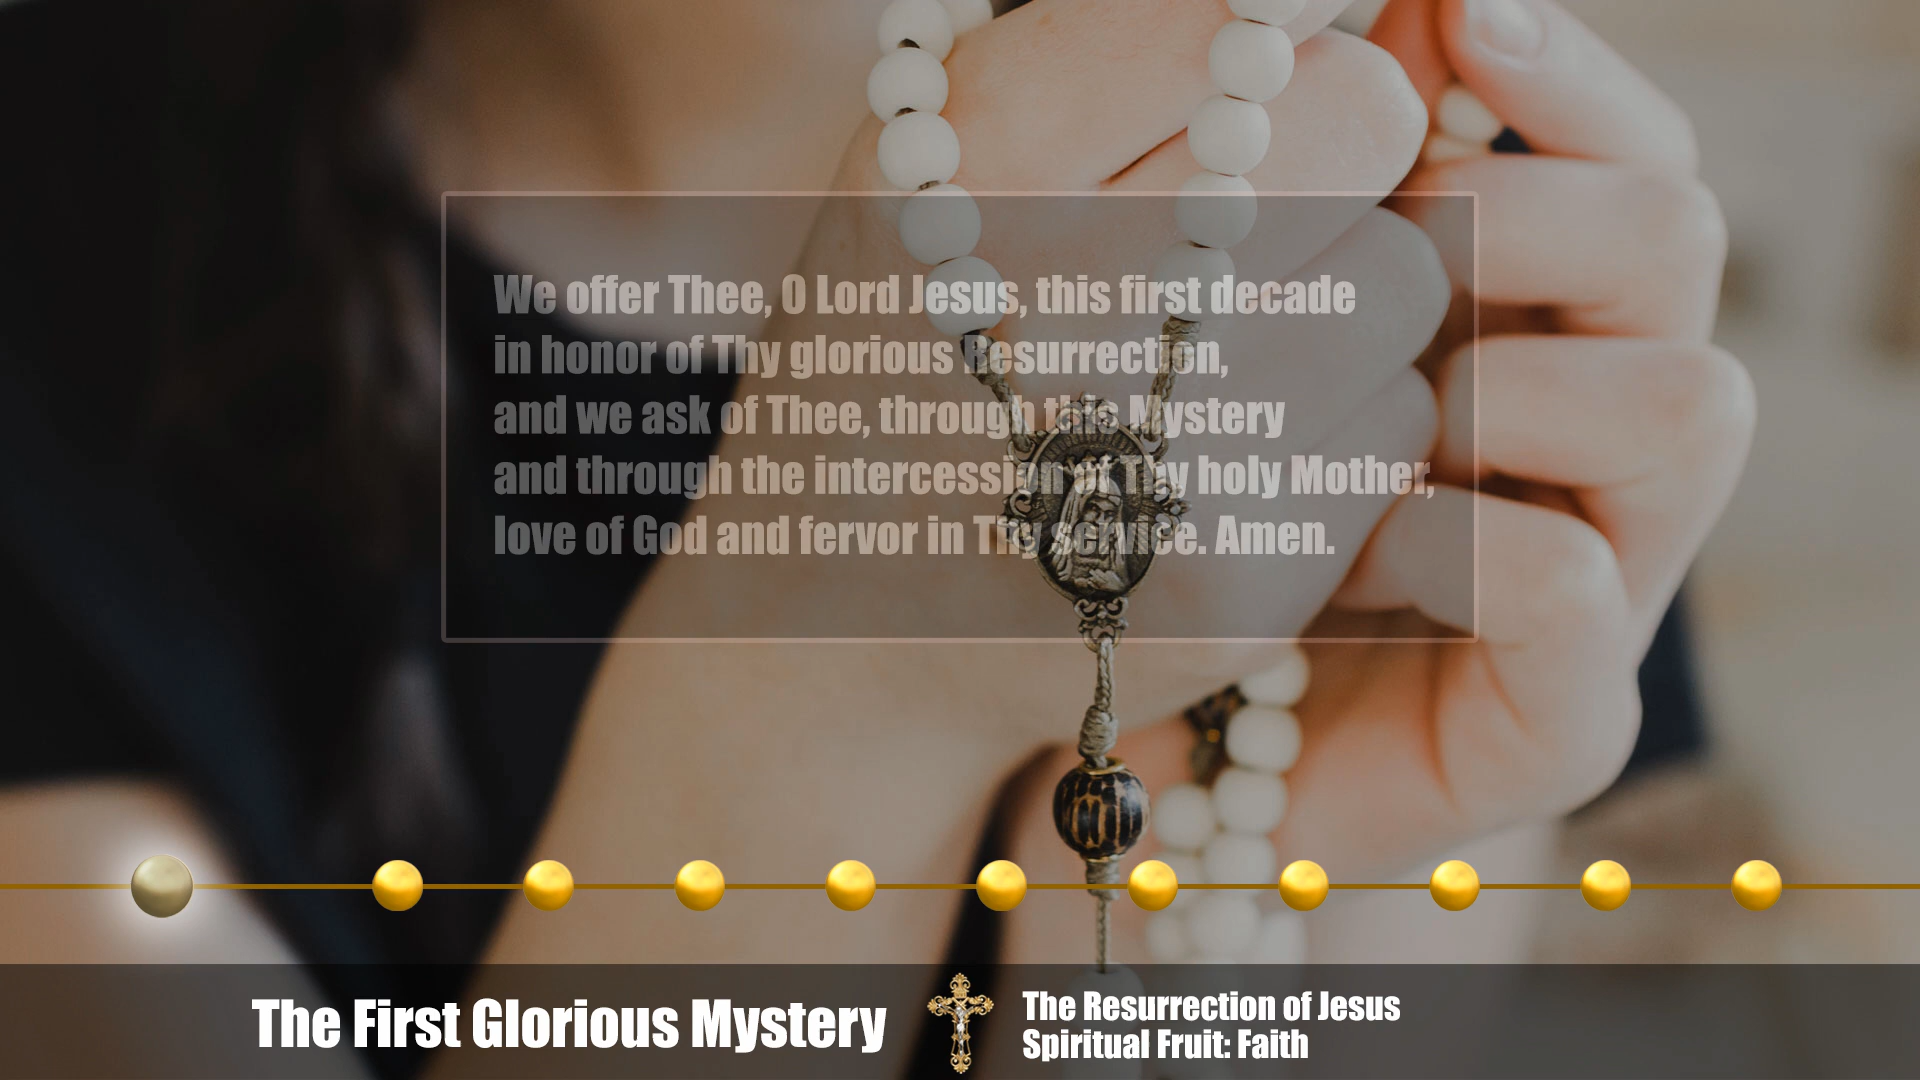 We offer Thee, O Lord Jesus, this first decade
in honor of Thy glorious Resurrection,
and we ask of Thee, through this Mystery
and through the intercession of Thy holy Mother,
love of God and fervor in Thy service. Amen.
The First Glorious Mystery
The Resurrection of Jesus
Spiritual Fruit: Faith